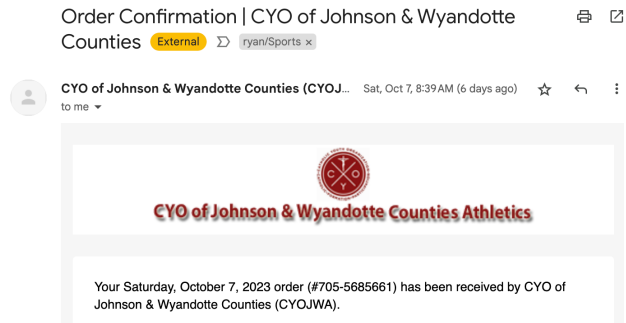 Order Confirmation | CYO of Johnson & Wyandotte
Counties External ryan/Sports ×
CYO of Johnson & Wyandotte Counties (CYOJ... Sat, Oct 7, 8:39 AM (6 days ago)
to me
CYO
CYO of Johnson & Wyandotte Counties Athletics
Your Saturday, October 7, 2023 order (#705-5685661) has been received by CYO of
Johnson & Wyandotte Counties (CYOJWA).